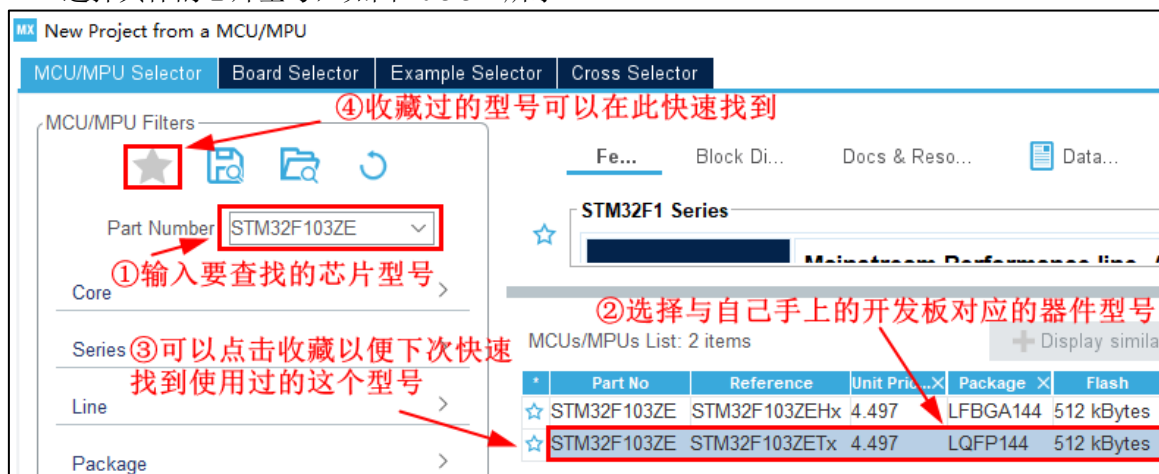 New Project from a MCU/MPU
MCU/MPU Selector Board Selector Example Selector Cross Selector
④收藏过的型号可以在此快速找到
MCU/MPU Filters
Fe... Block Di... Docs & Reso... Data...
Part Number STM32F103ZE
STM32F1 Series
①输入要查找的芯片型号
Core
②选择与自己手上的开发板对应的器件型号
Series ③可以点击收藏以便下次快速
找到使用过的这个型号
MCUs/MPUs List: 2 items Display simila
* Part No Reference Unit Pric... Package Flash
Line
STM32F103ZE STM32F103ZEHx 4.497 LFBGA144 512 kBytes
STM32F103ZE STM32F103ZETx 4.497 LQFP144 512 kBytes
Package